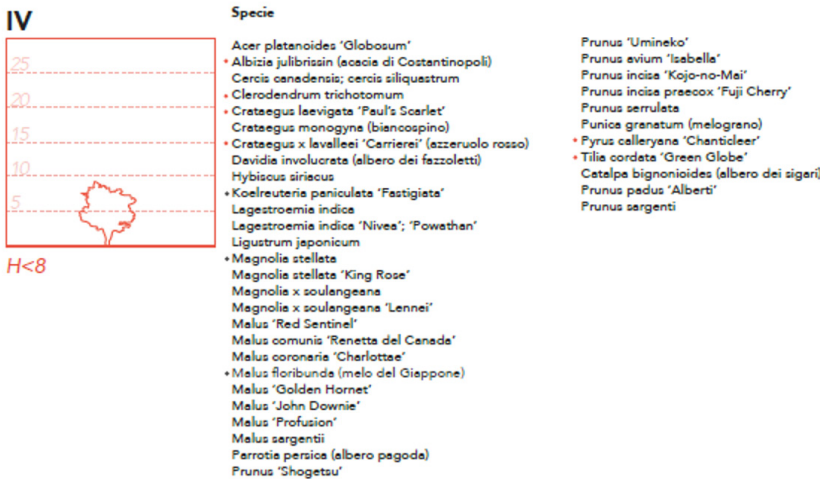 IV
25
20
15
10
5
H<8
Specie
Acer platanoides ‘Globosum’
• Albizia julibrissin (acacia di Costantinopoli)
Cercis canadensis; cercis siliquastrum
• Clerodendrum trichotomum
• Crataegus laevigata ‘Paul’s Scarlet’
Crataegus monogyna (biancospino)
• Crataegus x lavalleei ‘Carrierei’ (azzeruolo rosso)
Davidia involucrata (albero dei fazzoletti)
Hybiscus siriacus
• Koelreuteria paniculata ‘Fastigiata’
Lagestroemia indica
Lagestroemia indica ‘Nivea’; ‘Powathan’
Ligustrum japonicum
• Magnolia stellata
Magnolia stellata ‘King Rose’
Magnolia x soulangeana
Magnolia x soulangeana ‘Lennei’
Malus ‘Red Sentinel’
Malus comunis ‘Renetta del Canada’
Malus coronaria ‘Charlottae’
• Malus floribunda (melo del Giappone)
Malus ‘Golden Hornet’
Malus ‘John Downie’
Malus ‘Profusion’
Malus sargentii
Parrotia persica (albero pagoda)
Prunus ‘Shogetsu’
Prunus ‘Umineko’
Prunus avium ‘Isabella’
Prunus incisa ‘Kojo-no-Mai’
Prunus incisa praecox ‘Fuji Cherry’
Prunus serrulata
Punica granatum (melograno)
• Pyrus calleryana ‘Chanticleer’
• Tilia cordata ‘Green Globe’
Catalpa bignonioides (albero dei sigari)
Prunus padus ‘Alberti’
Prunus sargenti